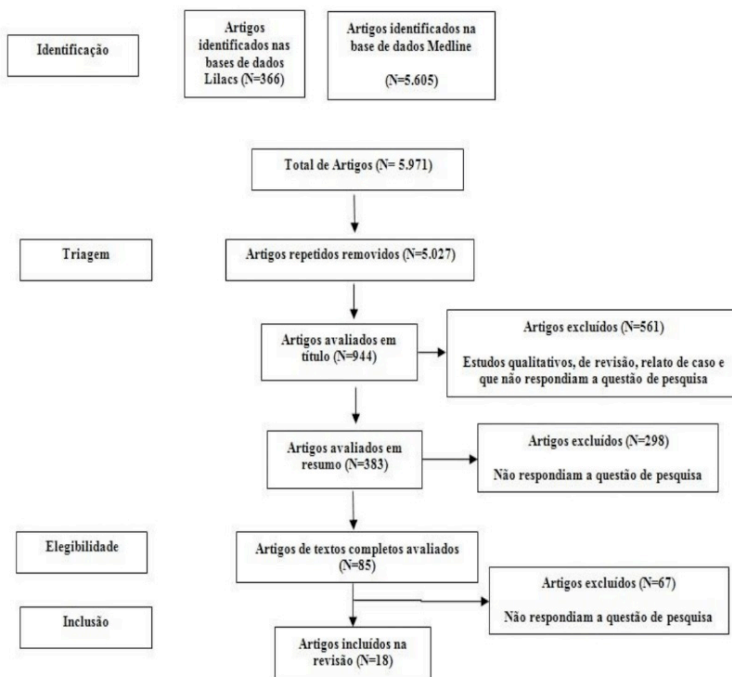 Identificação
Artigos
identificados nas
bases de dados
Lilacs (N=366)
Artigos identificados na
base de dados Medline
(N=5.605)
Total de Artigos (N= 5.971)
Triagem
Artigos repetidos removidos (N=5.027)
Artigos avaliados em
título (N=944)
Artigos excluídos (N=561)
Estudos qualitativos, de revisão, relato de caso e
que não respondiam a questão de pesquisa
Artigos avaliados em
resumo (N=383)
Artigos excluídos (N=298)
Não respondiam a questão de pesquisa
Elegibilidade
Artigos de textos completos avaliados
(N=85)
Artigos excluídos (N=67)
Não respondiam a questão de pesquisa
Inclusão
Artigos incluídos na
revisão (N=18)